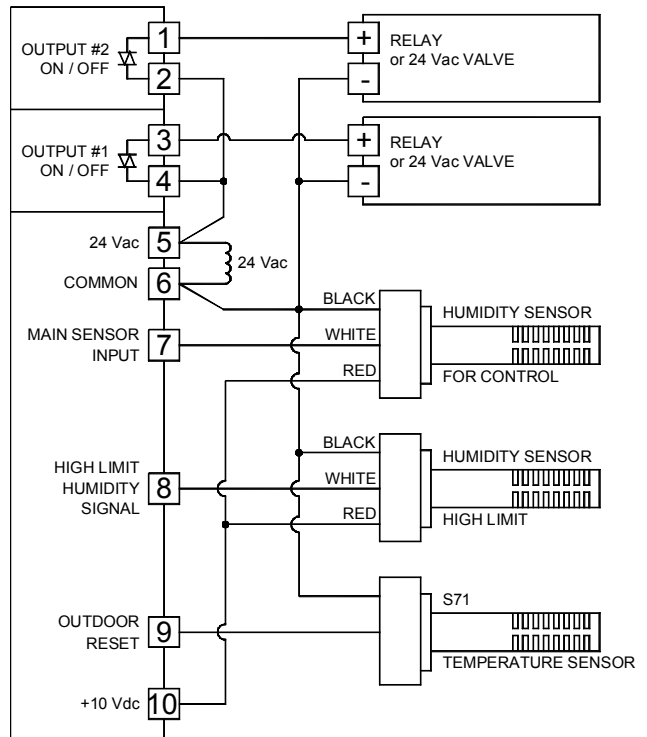 OUTPUT #2
ON / OFF
1
2
+
-
RELAY
or 24 Vac VALVE
OUTPUT #1
ON / OFF
3
4
+
-
RELAY
or 24 Vac VALVE
24 Vac
5
24 Vac
COMMON
6
MAIN SENSOR
INPUT
7
BLACK
WHITE
RED
HUMIDITY SENSOR
FOR CONTROL
HIGH LIMIT
HUMIDITY
SIGNAL
8
BLACK
WHITE
RED
HUMIDITY SENSOR
HIGH LIMIT
OUTDOOR
RESET
9
S71
TEMPERATURE SENSOR
+10 Vdc
10